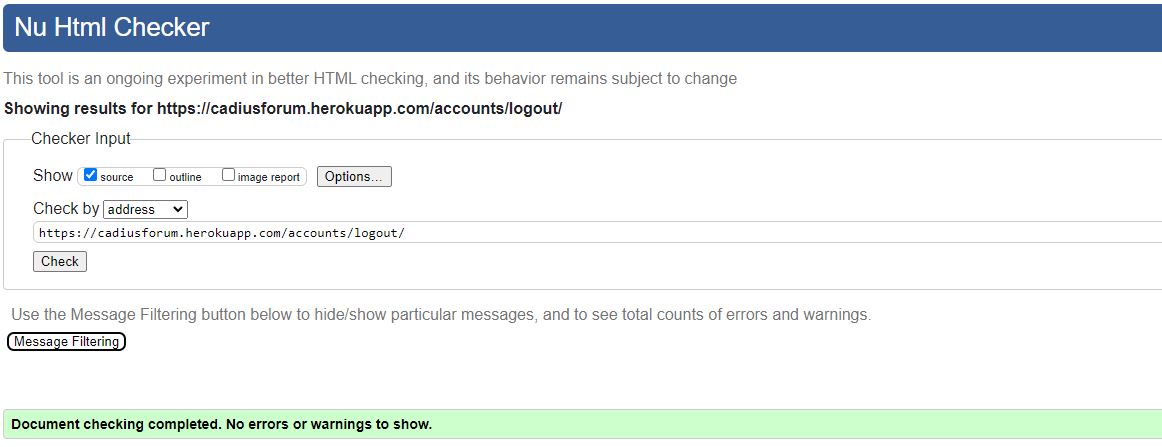 Nu Html Checker
This tool is an ongoing experiment in better HTML checking, and its behavior remains subject to change
Showing results for https://cadiusforum.herokuapp.com/accounts/logout/
Checker Input
Show source outline image report Options...
Check by address
https://cadiusforum.herokuapp.com/accounts/logout/
Check
Use the Message Filtering button below to hide/show particular messages, and to see total counts of errors and warnings.
Message Filtering
Document checking completed. No errors or warnings to show.